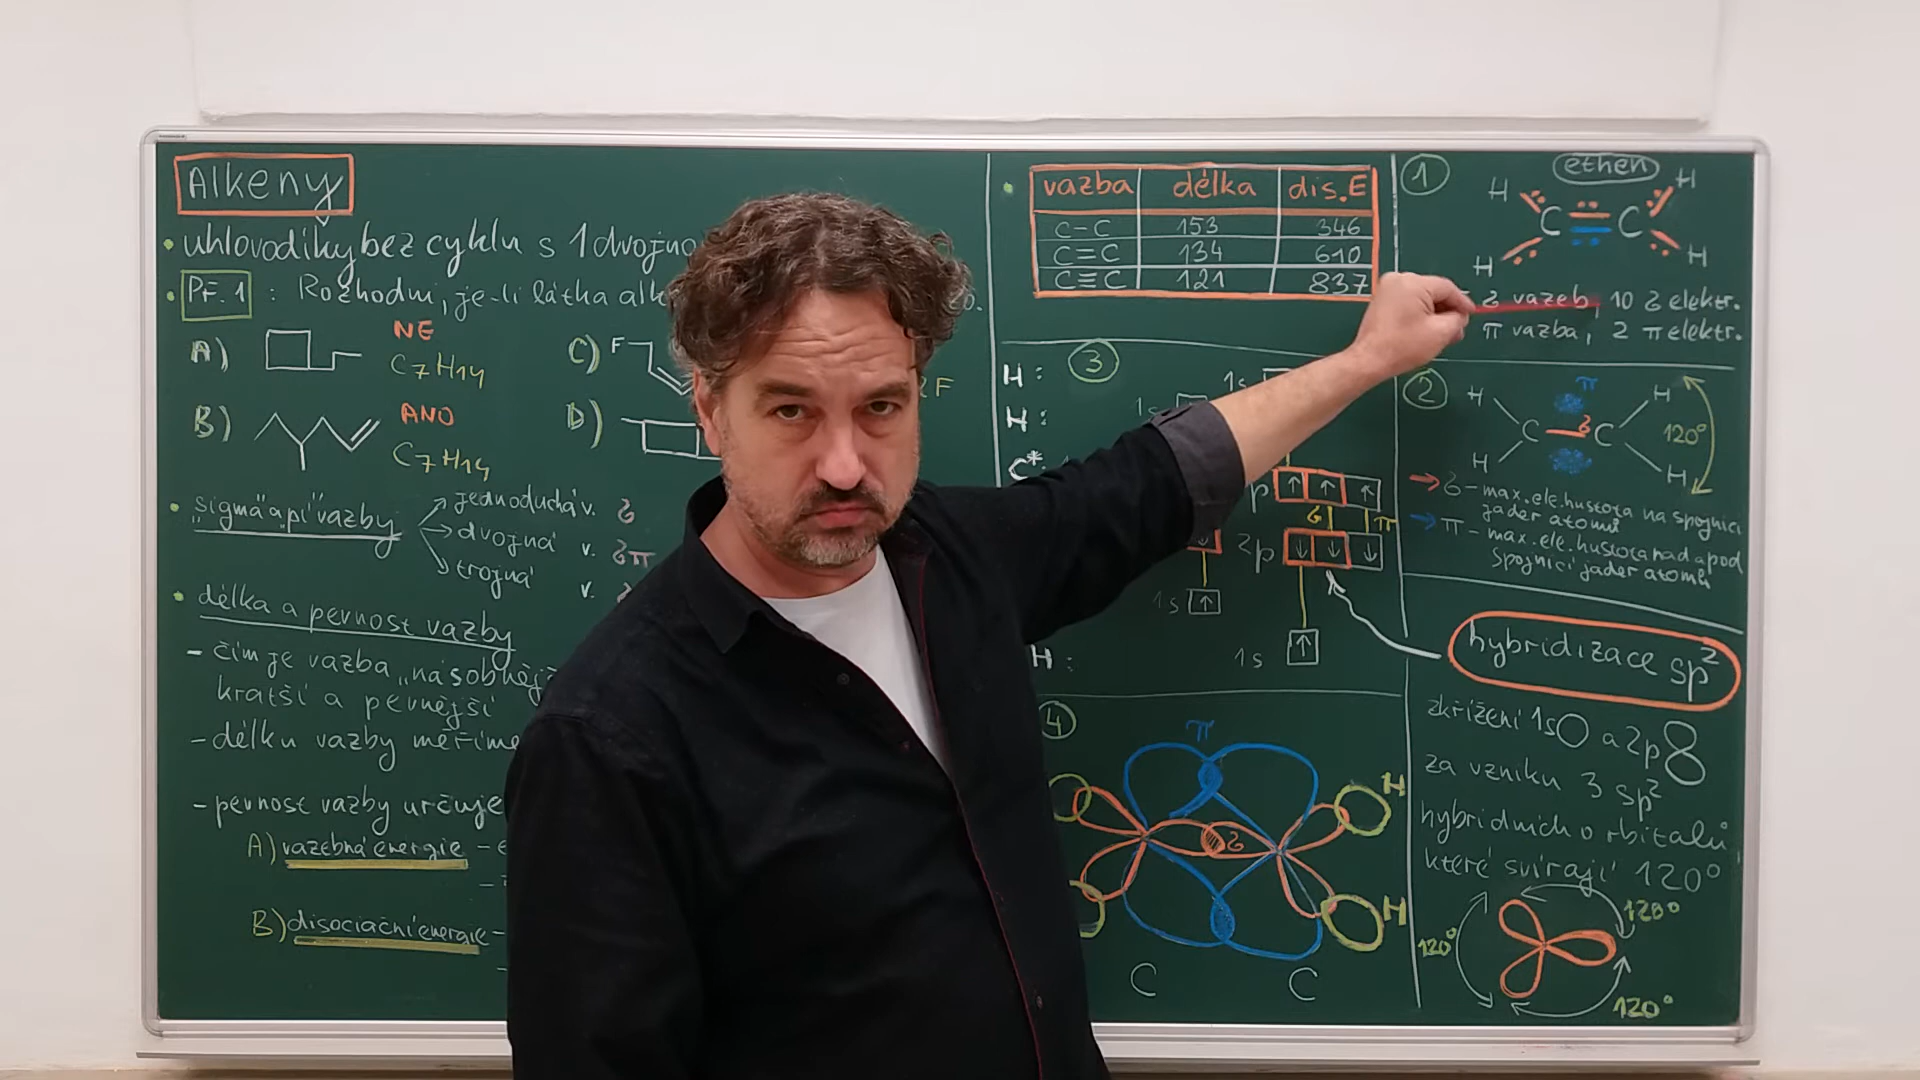 Alkeny
• uhlovodíky bez cyklu s 1 dvojno
• Př. 1 : Rozhodni, je-li látka alk
A) NE
C7H14
B) ANO
C7H14
C) F
F
D)
• „sigma" a „pí" vazby
jednoduchá v. σ
dvojná v. σπ
trojná v.
• délka a pevnost vazby
- čím je vazba „násobnější
kratší a pevnější
- délku vazby měříme
- pevnost vazby určuje
A) vazebná energie -
B) disociační energie -
• vazba délka dis.E
C-C 153 346
C=C 134 610
C≡C 121 837
① ethen
H H
C C
H H
σ vazeb, 10 σ elektr.
π vazba, 2 π elektr.
② H π H
C σ C 120°
H H
→ σ - max. ele. hustota na spojnici
jader atomů
→ π - max. ele. hustota nad a pod
spojnicí jader atomů
③
H: 1s
H: 1s
C*:
p ↑ ↑ ↑
σ π
2p ↓ ↓ ↓
1s ↑
1s ↑
H:
hybridizace sp²
zkřížení 1s a 2p
za vzniku 3 sp²
hybridních orbitalů,
které svírají 120°
120°
120°
120°
④ π
H
σ
H
C C